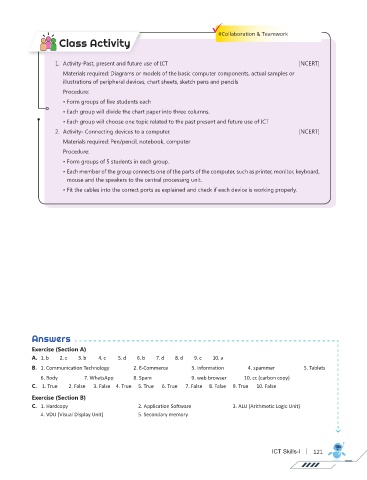 #Collaboration & Teamwork
Class Activity
1. Activity-Past, present and future use of ICT [NCERT]
Materials required: Diagrams or models of the basic computer components, actual samples or
illustrations of peripheral devices, chart sheets, sketch pens and pencils
Procedure:
• Form groups of five students each
• Each group will divide the chart paper into three columns.
• Each group will choose one topic related to the past present and future use of ICT
2. Activity- Connecting devices to a computer. [NCERT]
Materials required: Pen/pencil, notebook, computer
Procedure:
• Form groups of 5 students in each group.
• Each member of the group connects one of the parts of the computer, such as printer, monitor, keyboard,
mouse and the speakers to the central processing unit.
• Fit the cables into the correct ports as explained and check if each device is working properly.
Answers
Exercise (Section A)
A. 1. b 2. c 3. b 4. c 5. d 6. b 7. d 8. d 9. c 10. a
B. 1. Communication Technology 2. E-Commerce 3. Information 4. spammer 5. Tablets
6. Body 7. WhatsApp 8. Spam 9. web browser 10. cc (carbon copy)
C. 1. True 2. False 3. False 4. True 5. True 6. True 7. False 8. False 9. True 10. False
Exercise (Section B)
C. 1. Hardcopy 2. Application Software 3. ALU (Arithmetic Logic Unit)
4. VDU (Visual Display Unit) 5. Secondary memory
ICT Skills-I | 121